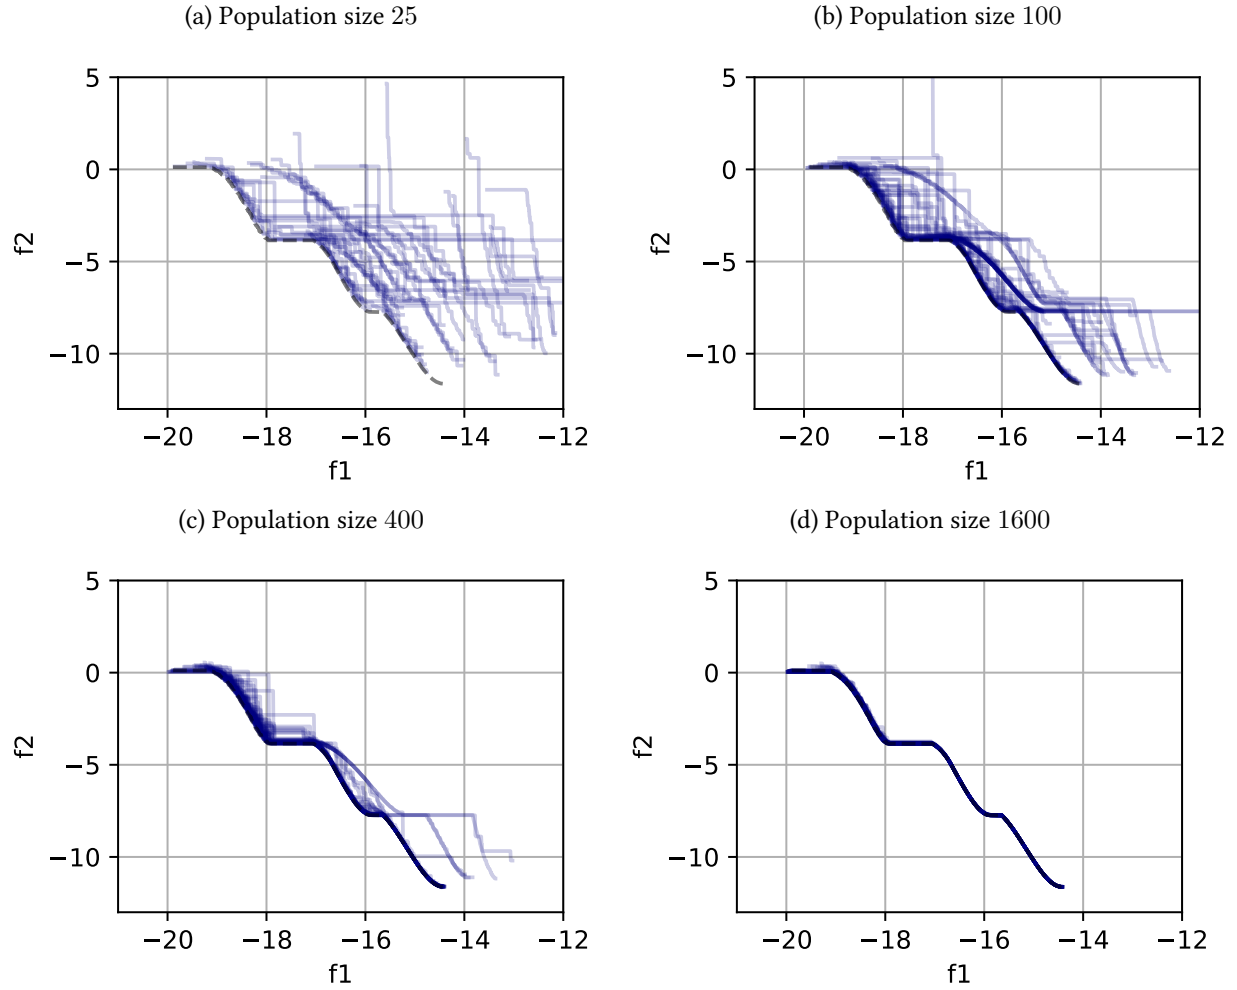 (a) Population size 25
(b) Population size 100
5
0
−5
−10
f2
−20 −18 −16 −14 −12
f1
5
0
−5
−10
f2
−20 −18 −16 −14 −12
f1
(c) Population size 400
(d) Population size 1600
5
0
−5
−10
f2
−20 −18 −16 −14 −12
f1
5
0
−5
−10
f2
−20 −18 −16 −14 −12
f1